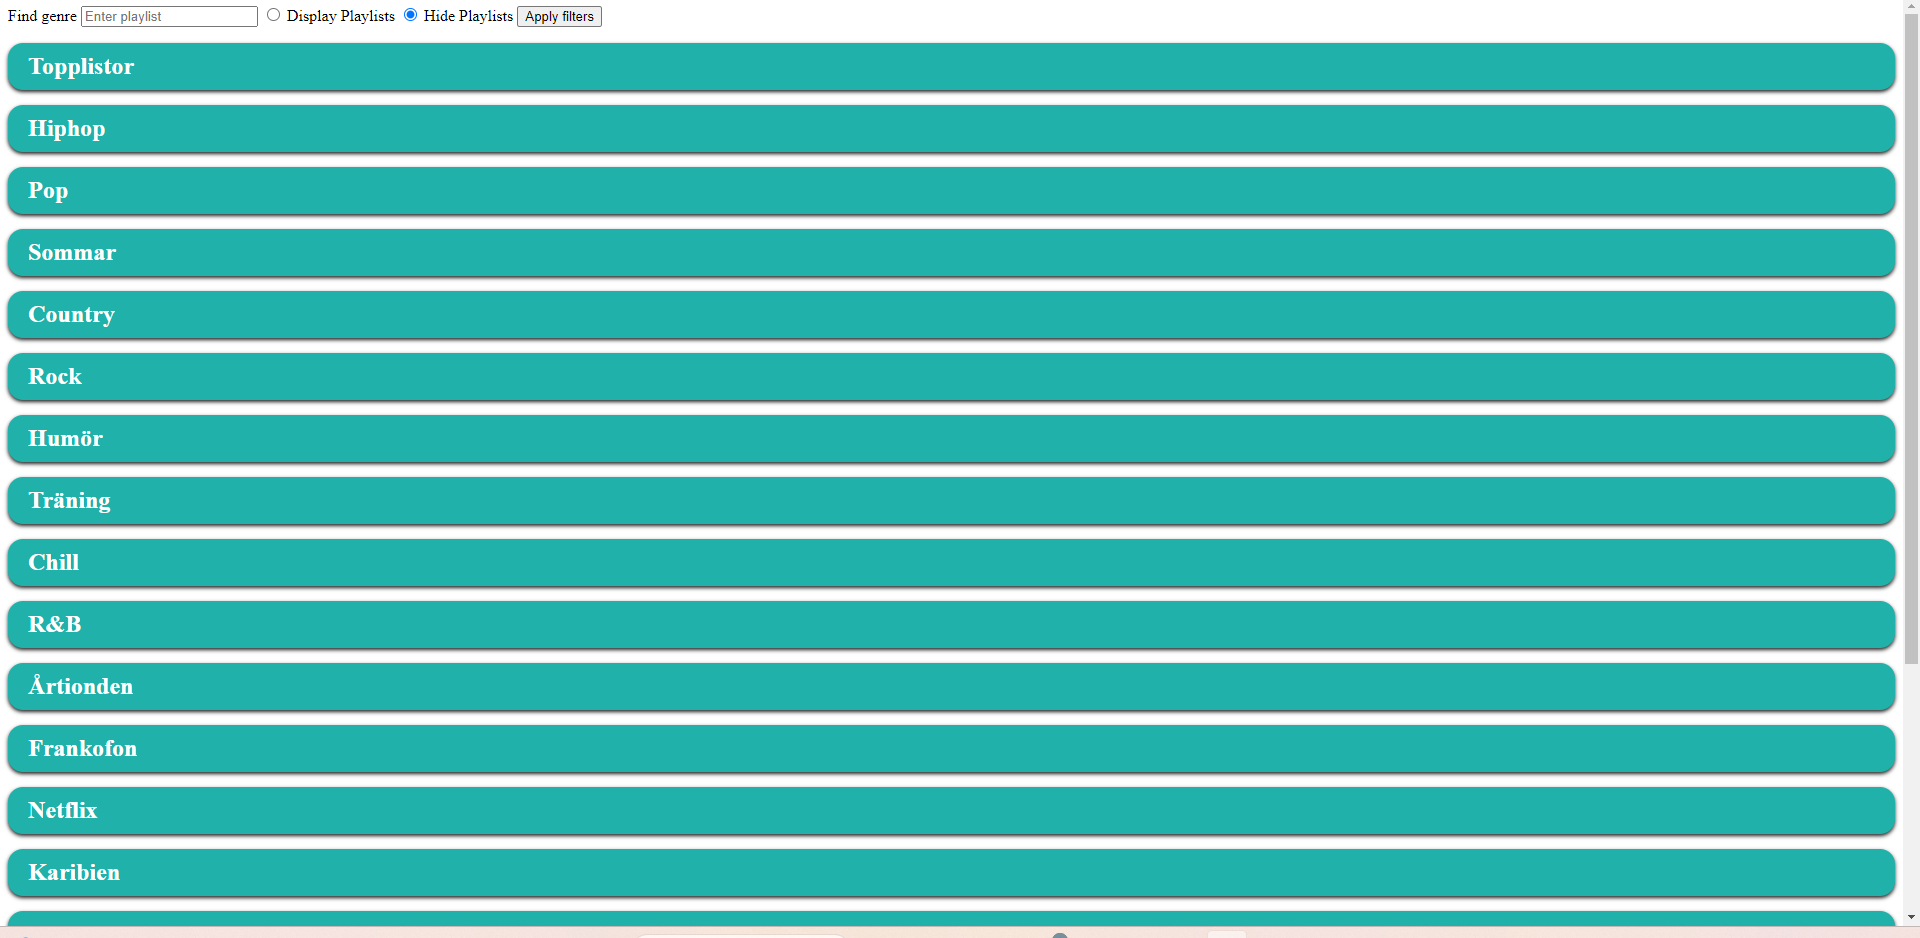 Find genre Enter playlist Display Playlists Hide Playlists Apply filters
Topplistor
Hiphop
Pop
Sommar
Country
Rock
Humör
Träning
Chill
R&B
Årtionden
Frankofon
Netflix
Karibien